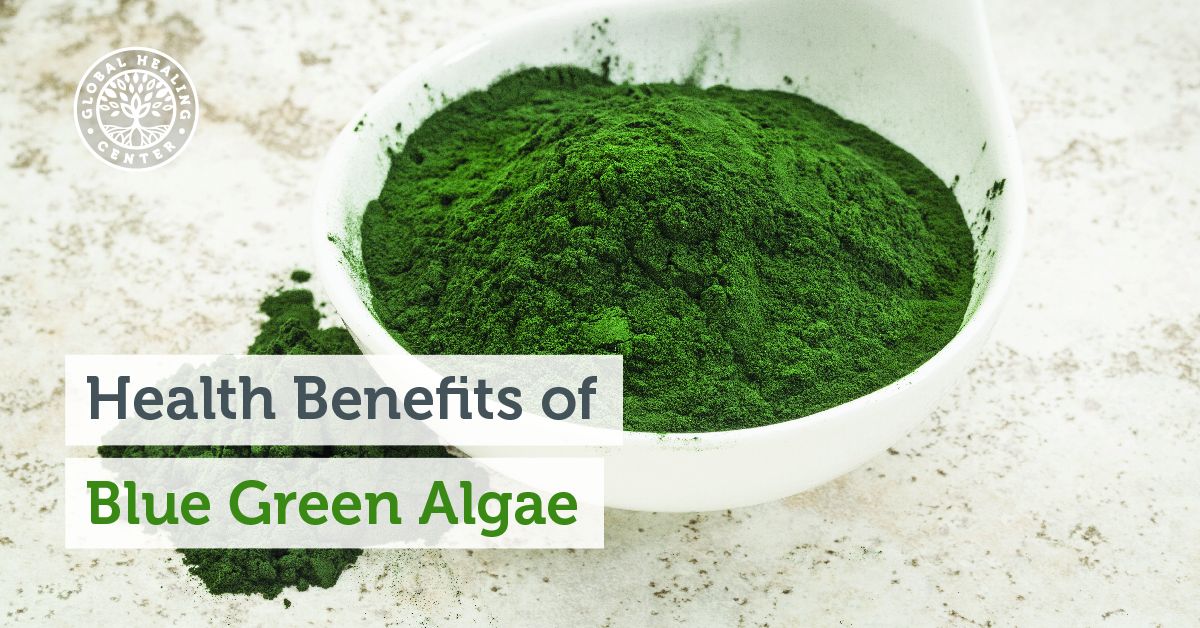 GLOBAL HEALING
CENTER
Health Benefits of
Blue Green Algae